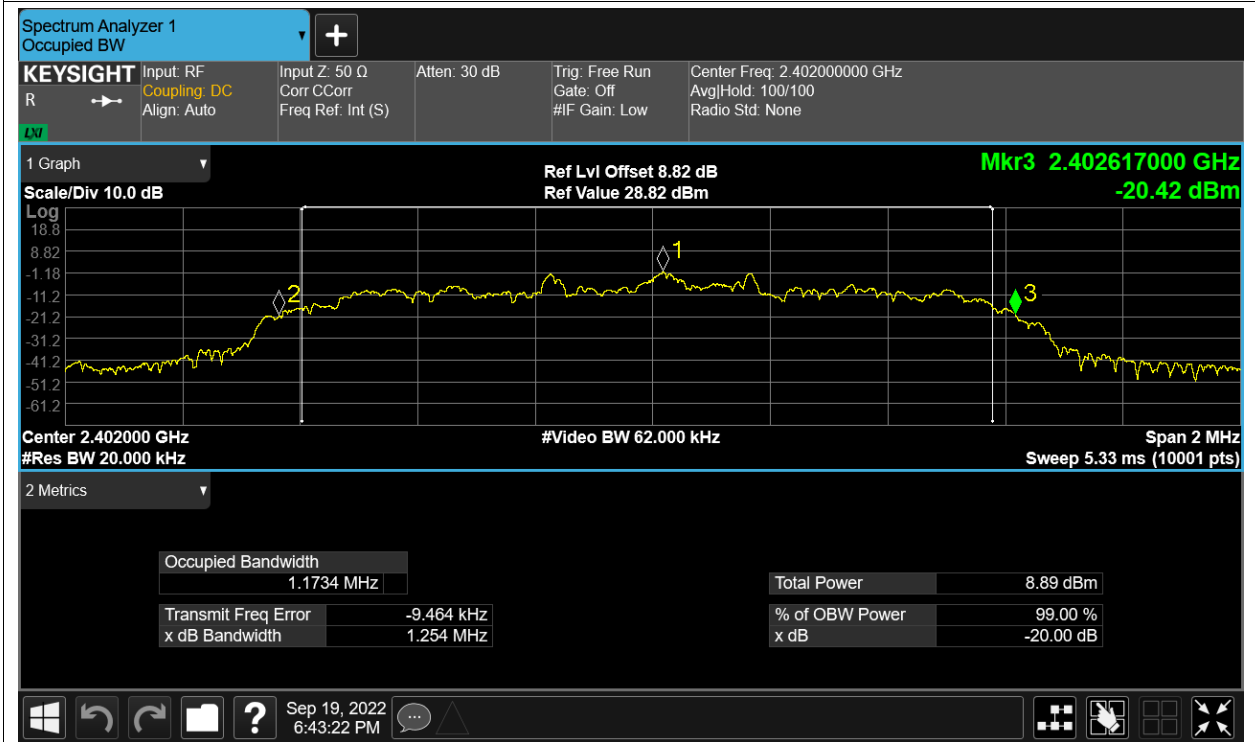 Spectrum Analyzer 1
Occupied BW
KEYSIGHT
R
LXI
Input: RF
Coupling: DC
Align: Auto
Input Z: 50 Ω
Corr CCorr
Freq Ref: Int (S)
Atten: 30 dB
Trig: Free Run
Gate: Off
#IF Gain: Low
Center Freq: 2.402000000 GHz
Avg|Hold: 100/100
Radio Std: None
1 Graph
Scale/Div 10.0 dB
Ref Lvl Offset 8.82 dB
Ref Value 28.82 dBm
Mkr3 2.402617000 GHz
-20.42 dBm
Log
18.8
8.82
-1.18
-11.2
-21.2
-31.2
-41.2
-51.2
-61.2
1
2
3
Center 2.402000 GHz
#Video BW 62.000 kHz
Span 2 MHz
#Res BW 20.000 kHz
Sweep 5.33 ms (10001 pts)
2 Metrics
Occupied Bandwidth
1.1734 MHz
Total Power 8.89 dBm
Transmit Freq Error -9.464 kHz
% of OBW Power 99.00 %
x dB Bandwidth 1.254 MHz
x dB -20.00 dB
?
Sep 19, 2022
6:43:22 PM